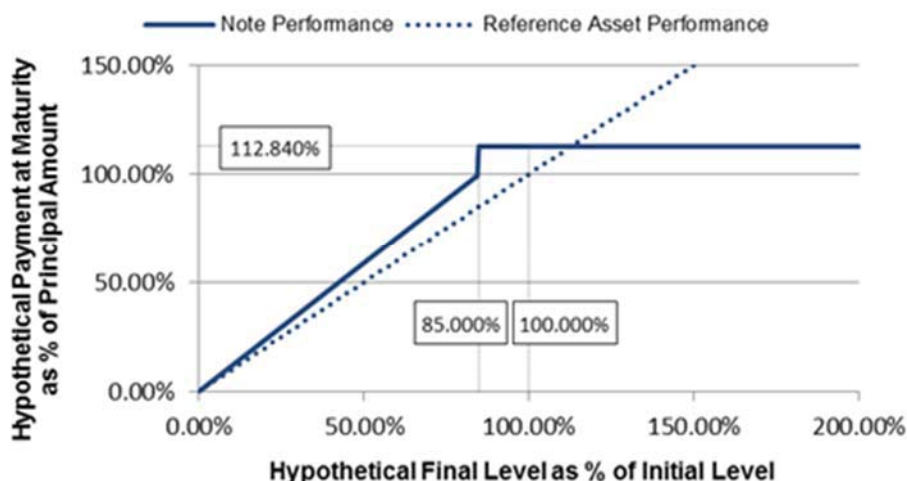 Note Performance Reference Asset Performance
Hypothetical Payment at Maturity
as % of Principal Amount
150.00%
112.840%
100.00%
50.00%
85.000% 100.000%
0.00%
0.00% 50.00% 100.00% 150.00% 200.00%
Hypothetical Final Level as % of Initial Level